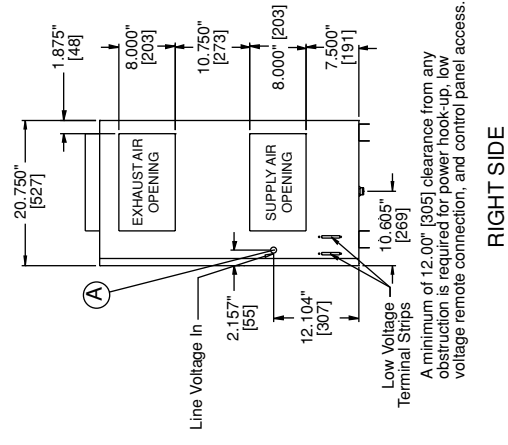 20.750"
[527]
1.875"
[48]
8.000"
[203]
10.750"
[273]
8.000"
[203]
7.500"
[191]
EXHAUST AIR
OPENING
SUPPLY AIR
OPENING
A
Line Voltage In
2.157"
[55]
12.104"
[307]
10.605"
[269]
Low Voltage
Terminal Strips
A minimum of 12.00" [305] clearance from any
obstruction is required for power hook-up, low
voltage remote connection, and control panel access.
RIGHT SIDE